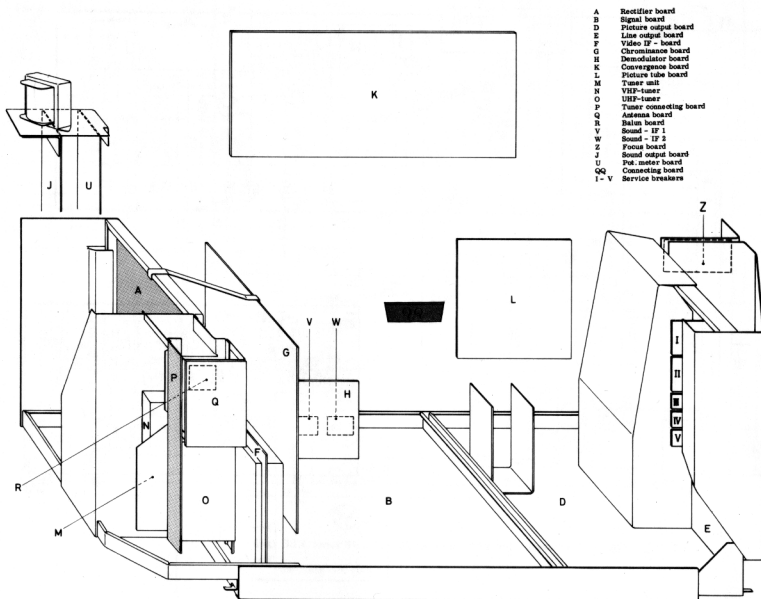 A Rectifier board
B Signal board
D Picture output board
E Line output board
F Video IF - board
G Chrominance board
H Demodulator board
K Convergence board
L Picture tube board
M Tuner unit
N VHF-tuner
O UHF-tuner
P Tuner connecting board
Q Antenna board
R Balun board
V Sound - IF 1
W Sound - IF 2
Z Focus board
J Sound output board
U Pot. meter board
QQ Connecting board
I - V Service breakers
K
J U
Z
A
L
V W
I
G
P
II
Q
H
III
N
IV
V
F
R
O
B
D
M
E